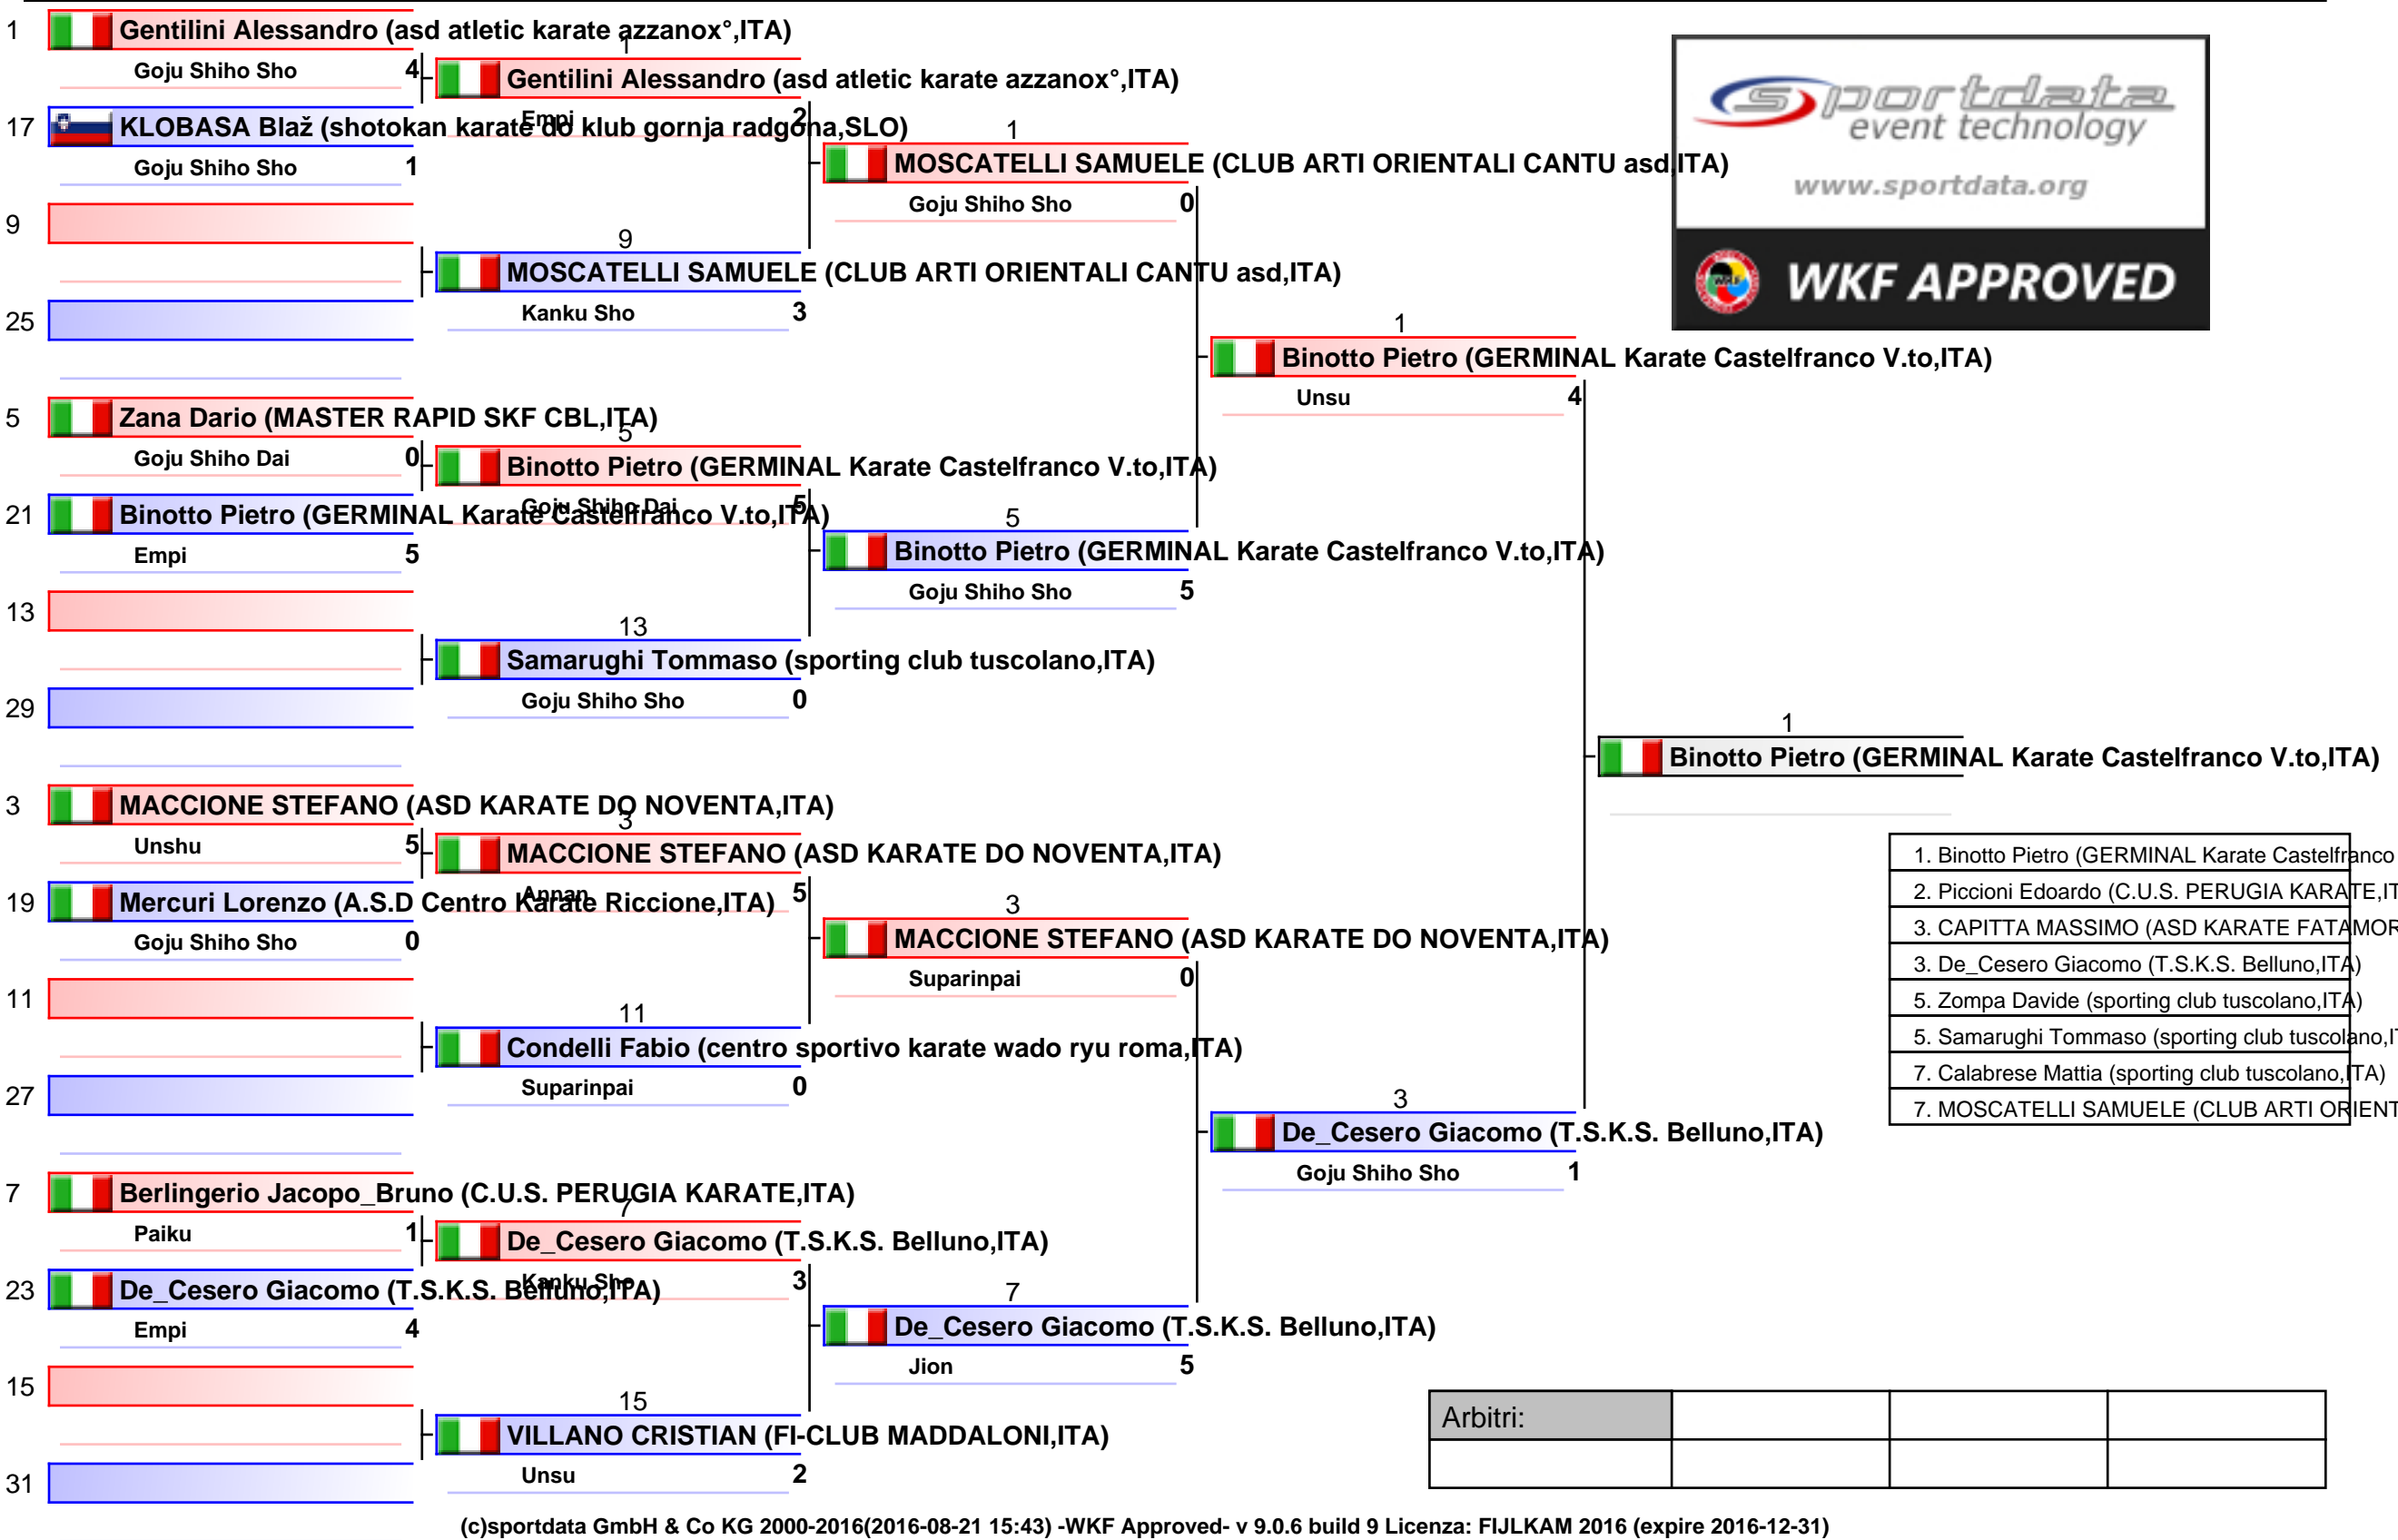 1 Gentilini Alessandro (asd atletic karate azzanox°,ITA)
Goju Shiho Sho 4
17 KLOBASA Blaž (shotokan karate do klub gornja radgona,SLO)
Goju Shiho Sho 1
9
25
5 Zana Dario (MASTER RAPID SKF CBL,ITA)
Goju Shiho Dai 0
21 Binotto Pietro (GERMINAL Karate Castelfranco V.to,ITA)
Empi 5
13
29
3 MACCIONE STEFANO (ASD KARATE DO NOVENTA,ITA)
Unshu 5
19 Mercuri Lorenzo (A.S.D Centro Karate Riccione,ITA)
Goju Shiho Sho 0
11
27
7 Berlingerio Jacopo_Bruno (C.U.S. PERUGIA KARATE,ITA)
Paiku 1
23 De_Cesero Giacomo (T.S.K.S. Belluno,ITA)
Empi 4
15
31
1
Gentilini Alessandro (asd atletic karate azzanox°,ITA)
Empi 2
9
MOSCATELLI SAMUELE (CLUB ARTI ORIENTALI CANTU asd,ITA)
Kanku Sho 3
5
Binotto Pietro (GERMINAL Karate Castelfranco V.to,ITA)
Goju Shiho Dai 5
13
Samarughi Tommaso (sporting club tuscolano,ITA)
Goju Shiho Sho 0
3
MACCIONE STEFANO (ASD KARATE DO NOVENTA,ITA)
Annan 5
11
Condelli Fabio (centro sportivo karate wado ryu roma,ITA)
Suparinpai 0
7
De_Cesero Giacomo (T.S.K.S. Belluno,ITA)
Kanku Sho 3
15
VILLANO CRISTIAN (FI-CLUB MADDALONI,ITA)
Unsu 2
1
MOSCATELLI SAMUELE (CLUB ARTI ORIENTALI CANTU asd,ITA)
Goju Shiho Sho 0
5
Binotto Pietro (GERMINAL Karate Castelfranco V.to,ITA)
Goju Shiho Sho 5
3
MACCIONE STEFANO (ASD KARATE DO NOVENTA,ITA)
Suparinpai 0
7
De_Cesero Giacomo (T.S.K.S. Belluno,ITA)
Jion 5
1
Binotto Pietro (GERMINAL Karate Castelfranco V.to,ITA)
Unsu 4
3
De_Cesero Giacomo (T.S.K.S. Belluno,ITA)
Goju Shiho Sho 1
1
Binotto Pietro (GERMINAL Karate Castelfranco V.to,ITA)
sportdata
event technology
www.sportdata.org
WKF
WKF APPROVED
1. Binotto Pietro (GERMINAL Karate Castelfranco
2. Piccioni Edoardo (C.U.S. PERUGIA KARATE,IT
3. CAPITTA MASSIMO (ASD KARATE FATAMOR
3. De_Cesero Giacomo (T.S.K.S. Belluno,ITA)
5. Zompa Davide (sporting club tuscolano,ITA)
5. Samarughi Tommaso (sporting club tuscolano,IT
7. Calabrese Mattia (sporting club tuscolano,ITA)
7. MOSCATELLI SAMUELE (CLUB ARTI ORIENT
Arbitri:
(c)sportdata GmbH & Co KG 2000-2016(2016-08-21 15:43) -WKF Approved- v 9.0.6 build 9 Licenza: FIJLKAM 2016 (expire 2016-12-31)